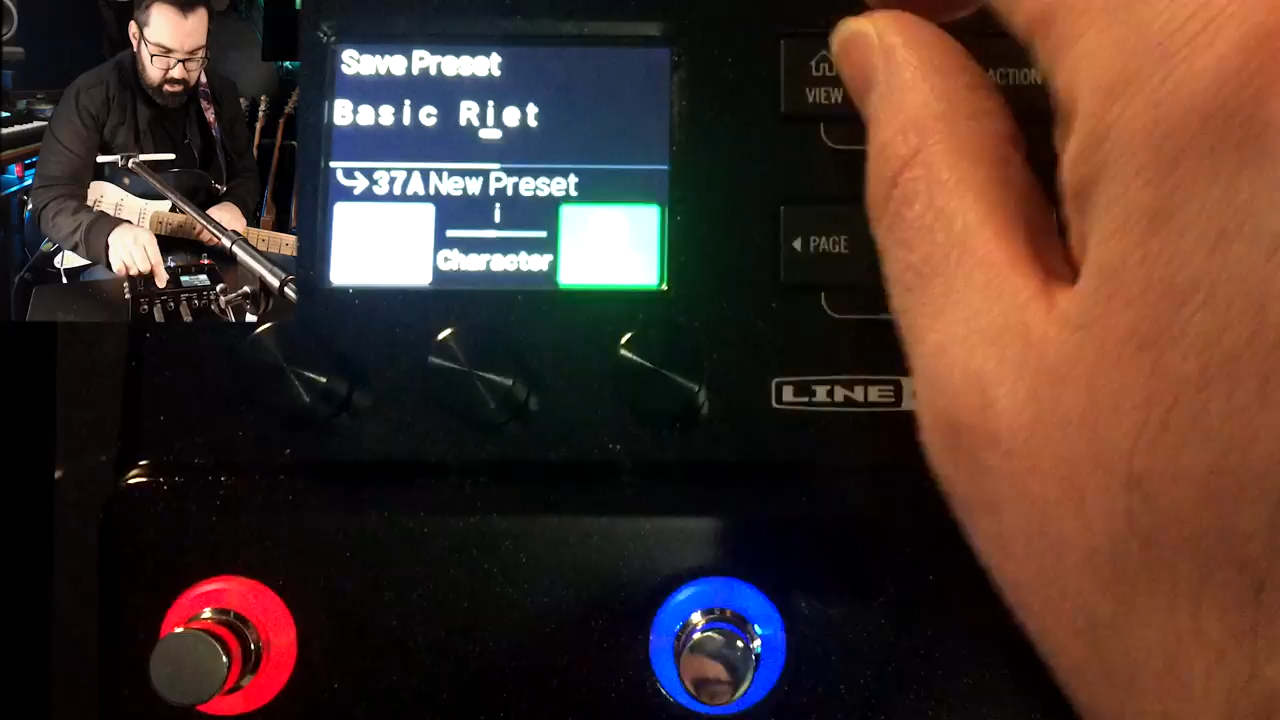 Save Preset
Basic Riet
37A New Preset
i
Character
VIEW
ACTION
PAGE
LINE